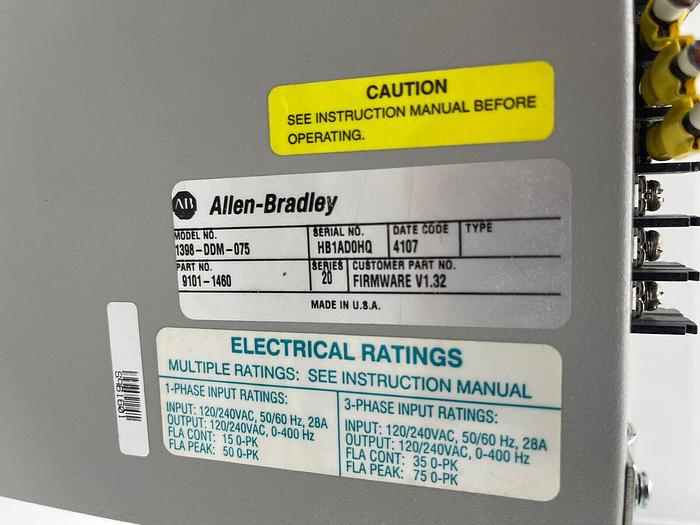 CAUTION
SEE INSTRUCTION MANUAL BEFORE
OPERATING.
AB Allen-Bradley
MODEL NO. SERIAL NO. DATE CODE TYPE
1398-DDM-075 HB1AD0HQ 4107
PART NO. SERIES CUSTOMER PART NO.
9101-1460 20 FIRMWARE V1.32
MADE IN U.S.A.
ELECTRICAL RATINGS
MULTIPLE RATINGS: SEE INSTRUCTION MANUAL
1-PHASE INPUT RATINGS:
INPUT: 120/240VAC, 50/60 HZ, 28A
OUTPUT: 120/240VAC, 0-400 HZ
FLA CONT: 15 0-PK
FLA PEAK: 50 0-PK
3-PHASE INPUT RATINGS:
INPUT: 120/240VAC, 50/60 HZ, 28A
OUTPUT: 120/240VAC, 0-400 HZ
FLA CONT: 35 0-PK
FLA PEAK: 75 0-PK
S961601